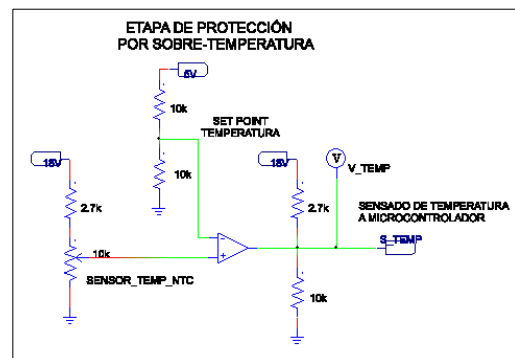 ETAPA DE PROTECCIÓN
POR SOBRE-TEMPERATURA
5V
10k
SET POINT
TEMPERATURA
15V
10k
15V
V
V_TEMP
2.7k
2.7k
SENSADO DE TEMPERATURA
A MICROCONTROLADOR
S_TEMP
10k
SENSOR_TEMP_NTC
10k